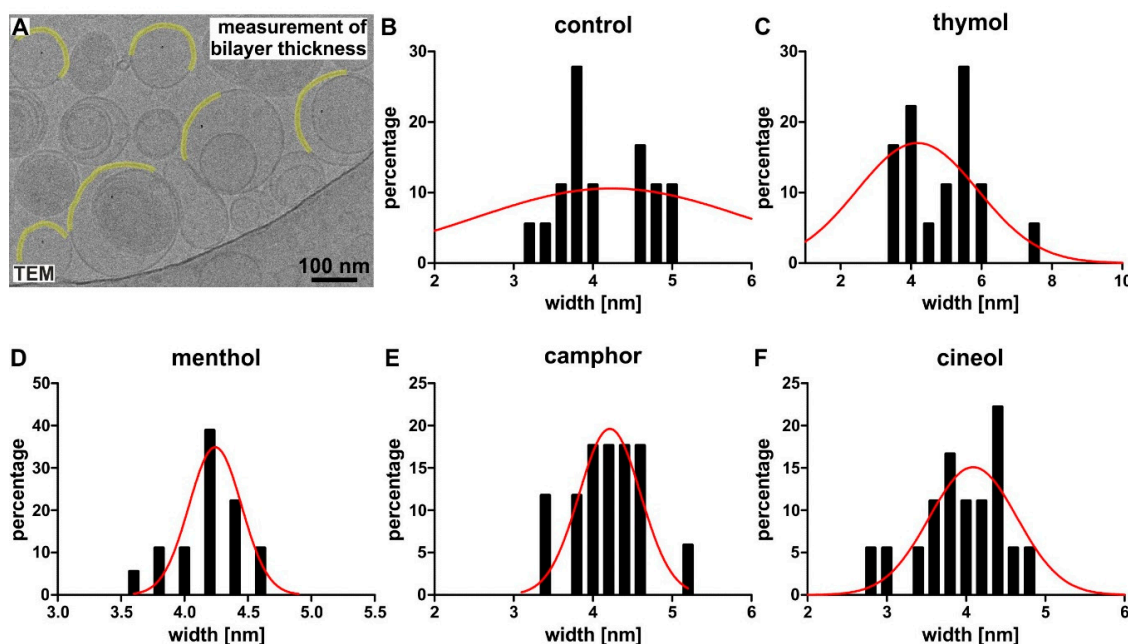 A
measurement of
bilayer thickness
TEM
100 nm
B
control
percentage
30
20
10
0
2
3
4
5
6
width [nm]
C
thymol
percentage
30
20
10
0
2
4
6
8
10
width [nm]
D
menthol
percentage
50
40
30
20
10
0
3.0
3.5
4.0
4.5
5.0
5.5
width [nm]
E
camphor
percentage
25
20
15
10
5
0
2
3
4
5
6
width [nm]
F
cineol
percentage
25
20
15
10
5
0
2
3
4
5
6
width [nm]